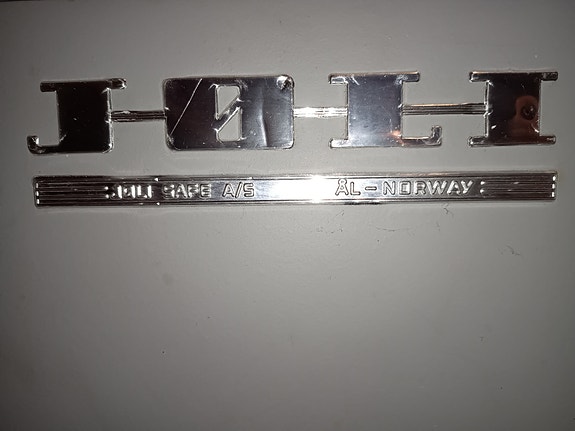 JØLI
JØLI SAFE A/S ÅL - NORWAY